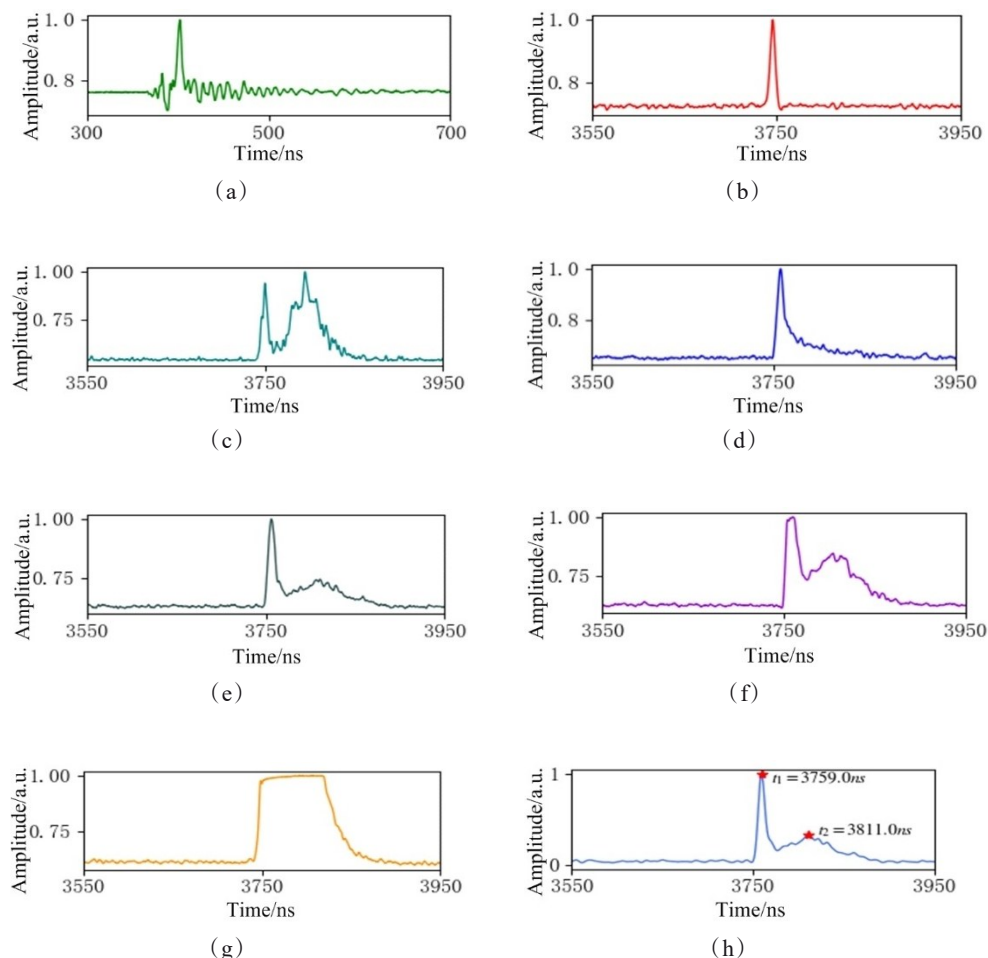 Amplitude/a.u.
1. 0
0. 8
300
500
700
Time/ns
(a)
Amplitude/a.u.
1. 0
0. 8
3550
3750
3950
Time/ns
(b)
Amplitude/a.u.
1. 00
0. 75
3550
3750
3950
Time/ns
(c)
Amplitude/a.u.
1. 0
0. 8
3550
3750
3950
Time/ns
(d)
Amplitude/a.u.
1. 00
0. 75
3550
3750
3950
Time/ns
(e)
Amplitude/a.u.
1. 00
0. 75
3550
3750
3950
Time/ns
(f)
Amplitude/a.u.
1. 00
0. 75
3550
3750
3950
Time/ns
(g)
Amplitude/a.u.
1
0
t₁ = 3759.0ns
t₂ = 3811.0ns
3550
3750
3950
Time/ns
(h)